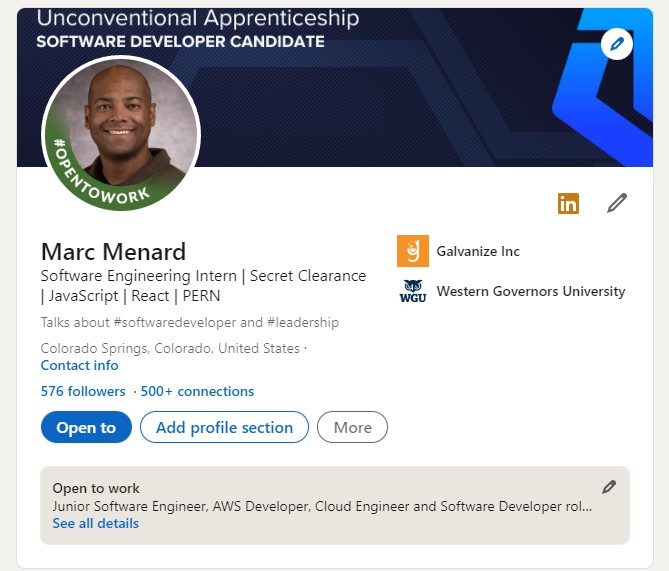 Unconventional Apprenticeship
SOFTWARE DEVELOPER CANDIDATE
#OPENTOWORK
Marc Menard
Software Engineering Intern | Secret Clearance
| JavaScript | React | PERN
Talks about #softwaredeveloper and #leadership
Colorado Springs, Colorado, United States ·
Contact info
576 followers · 500+ connections
in
Galvanize Inc
WGU
Western Governors University
Open to
Add profile section
More
Open to work
Junior Software Engineer, AWS Developer, Cloud Engineer and Software Developer rol...
See all details